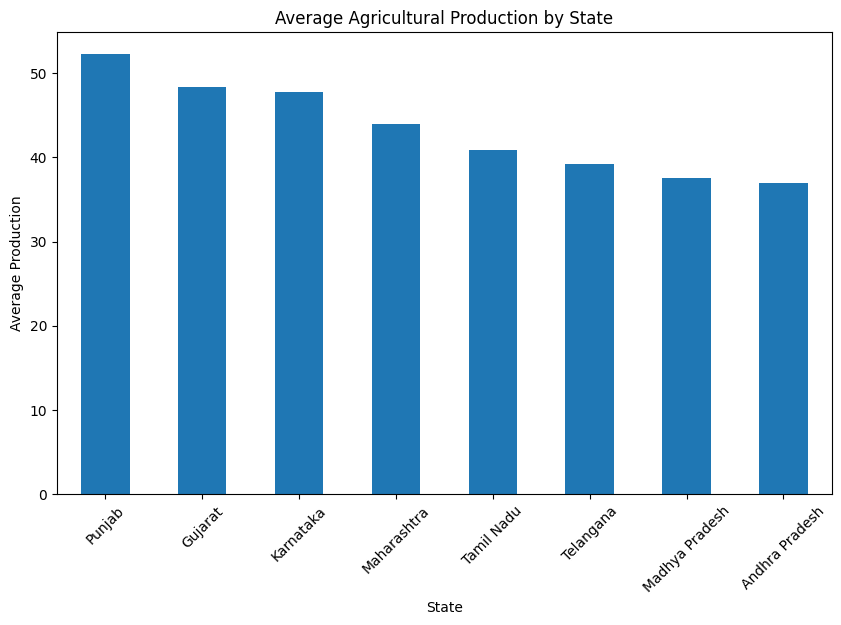 Average Agricultural Production by State
Average Production
50
40
30
20
10
0
Punjab
Gujarat
Karnataka
Maharashtra
Tamil Nadu
Telangana
Madhya Pradesh
Andhra Pradesh
State